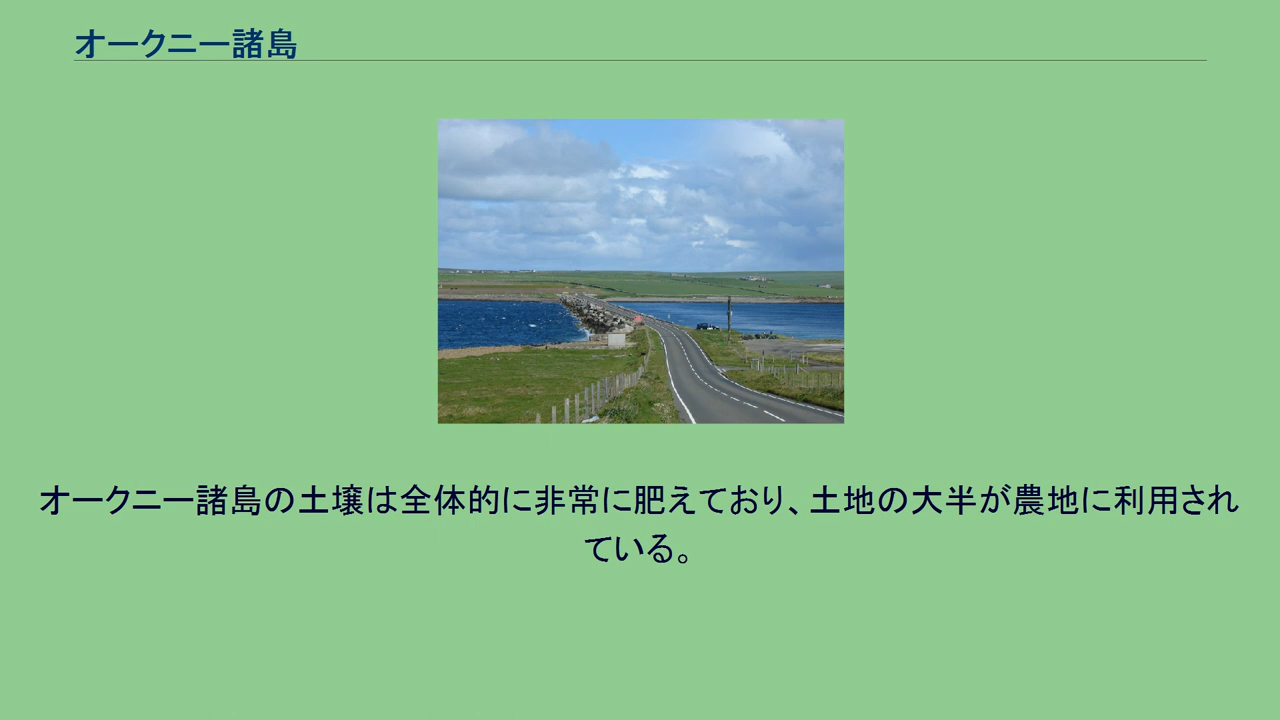 オークニー諸島
オークニー諸島の土壌は全体的に非常に肥えており、土地の大半が農地に利用され
ている。